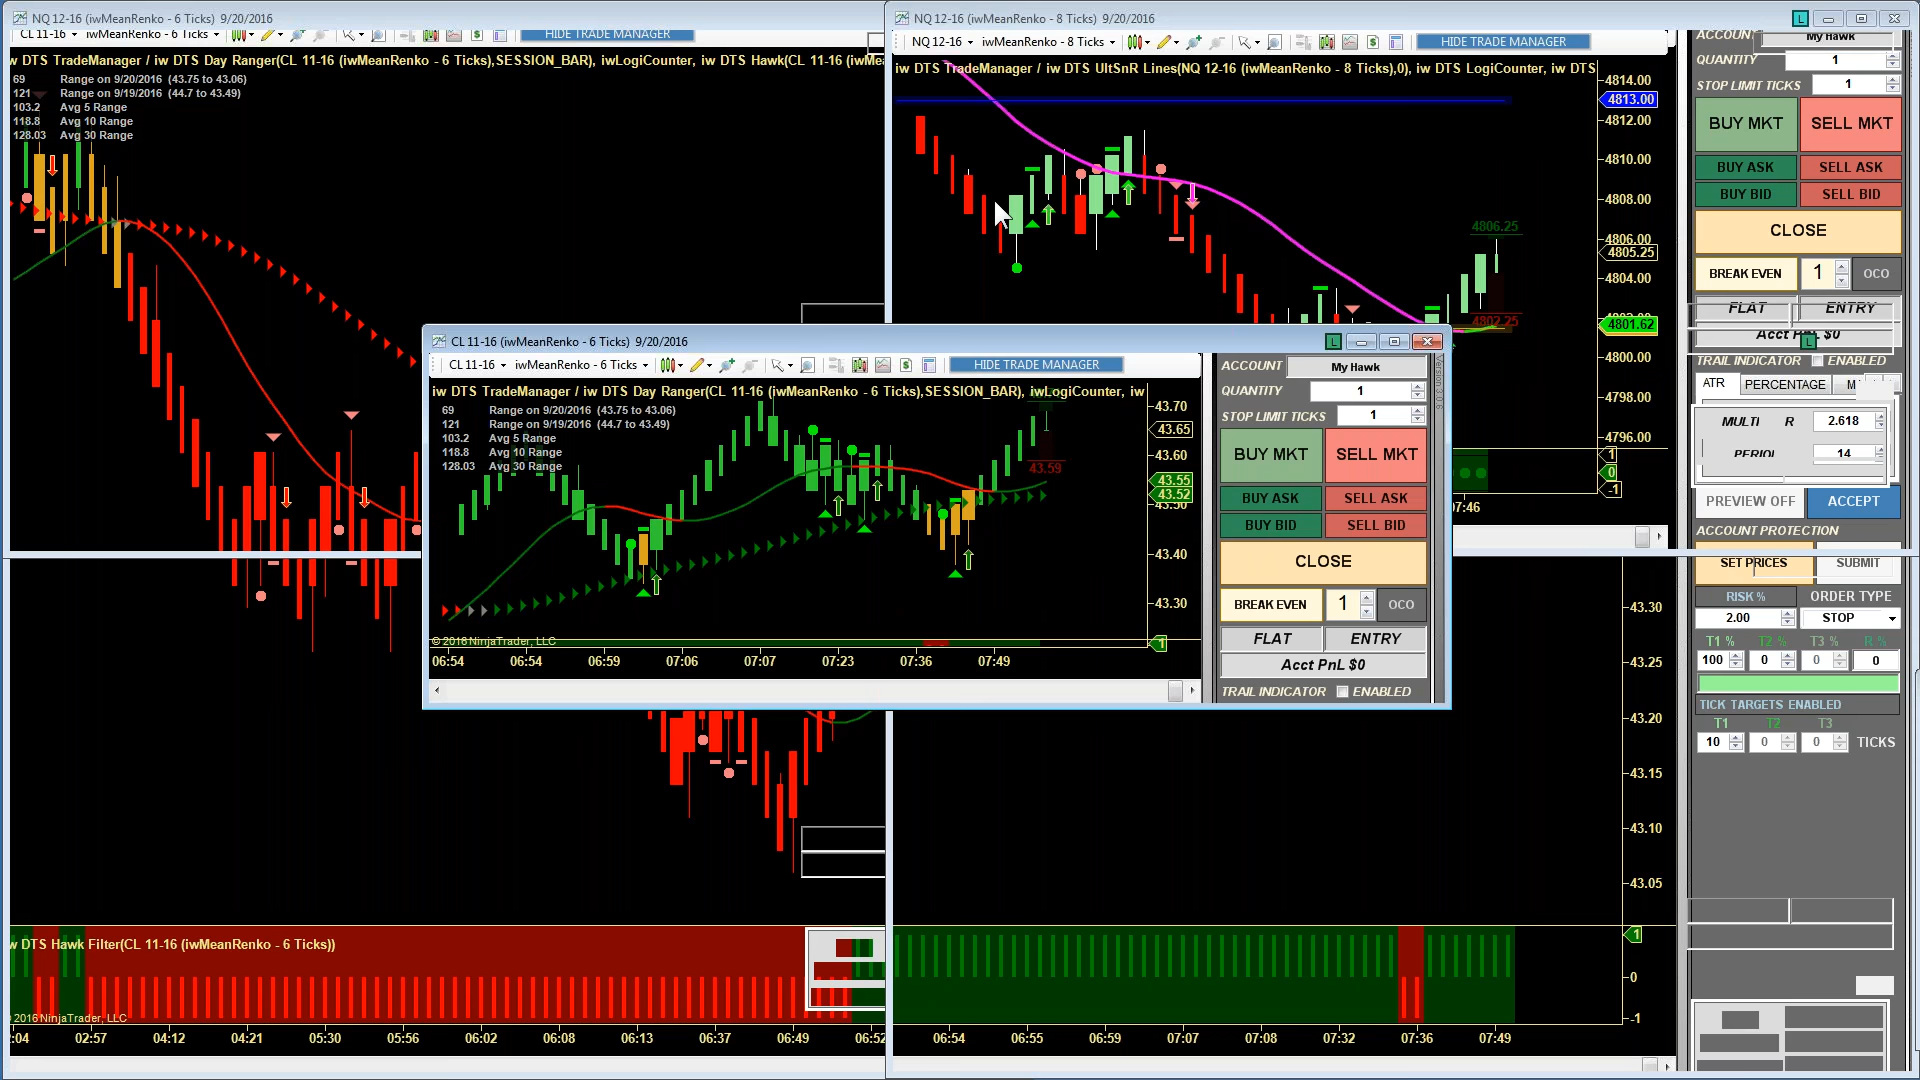 NQ 12-16 (iwMeanRenko - 6 Ticks) 9/20/2016
CL 11-16 iwMeanRenko - 6 Ticks
HIDE TRADE MANAGER
w DTS TradeManager / iw DTS Day Ranger(CL 11-16 (iwMeanRenko - 6 Ticks),SESSION_BAR), iwLogiCounter, iw DTS Hawk(CL 11-16 (iwMea
69 Range on 9/20/2016 (43.75 to 43.06)
121 Range on 9/19/2016 (44.7 to 43.49)
103.2 Avg 5 Range
118.8 Avg 10 Range
128.03 Avg 30 Range
NQ 12-16 (iwMeanRenko - 8 Ticks) 9/20/2016
L
NQ 12-16 iwMeanRenko - 8 Ticks
HIDE TRADE MANAGER
iw DTS TradeManager / iw DTS UltSnR Lines(NQ 12-16 (iwMeanRenko - 8 Ticks),0), iw DTS LogiCounter, iw DTS
4814.00
4813.00
4812.00
4810.00
4808.00
4806.25
4806.00
4805.25
4804.00
4802.25
4801.62
4800.00
4798.00
4796.00
1
0
-1
07:46
ACCOUNT My Hawk
QUANTITY 1
STOP LIMIT TICKS 1
BUY MKT SELL MKT
BUY ASK SELL ASK
BUY BID SELL BID
CLOSE
BREAK EVEN 1 OCO
FLAT ENTRY
Acct PnL $0
L
TRAIL INDICATOR ENABLED
ATR PERCENTAGE M
MULTI R 2.618
14
PREVIEW OFF ACCEPT
ACCOUNT PROTECTION
SET PRICES SUBMIT
RISK % ORDER TYPE
2.00 STOP
T1 % T2 % T3 % R %
100 0 0 0
TICK TARGETS ENABLED
T1 T2 T3
10 0 0 TICKS
CL 11-16 (iwMeanRenko - 6 Ticks) 9/20/2016
L
CL 11-16 iwMeanRenko - 6 Ticks
HIDE TRADE MANAGER
iw DTS TradeManager / iw DTS Day Ranger(CL 11-16 (iwMeanRenko - 6 Ticks),SESSION_BAR), iwLogiCounter, iw
69 Range on 9/20/2016 (43.75 to 43.06)
121 Range on 9/19/2016 (44.7 to 43.49)
103.2 Avg 5 Range
118.8 Avg 10 Range
128.03 Avg 30 Range
43.70
43.65
43.60
43.59
43.55
43.52
43.50
43.40
43.30
© 2016 NinjaTrader, LLC
1
06:54 06:54 06:59 07:06 07:07 07:23 07:36 07:49
ACCOUNT My Hawk
QUANTITY 1
STOP LIMIT TICKS 1
BUY MKT SELL MKT
BUY ASK SELL ASK
BUY BID SELL BID
CLOSE
BREAK EVEN 1 OCO
FLAT ENTRY
Acct PnL $0
TRAIL INDICATOR ENABLED
43.30
43.25
43.20
43.15
43.10
43.05
1
0
-1
w DTS Hawk Filter(CL 11-16 (iwMeanRenko - 6 Ticks))
2016 NinjaTrader, LLC
:04 02:57 04:12 04:21 05:30 05:56 06:02 06:08 06:13 06:37 06:49 06:52
06:54 06:55 06:59 07:07 07:08 07:32 07:36 07:49